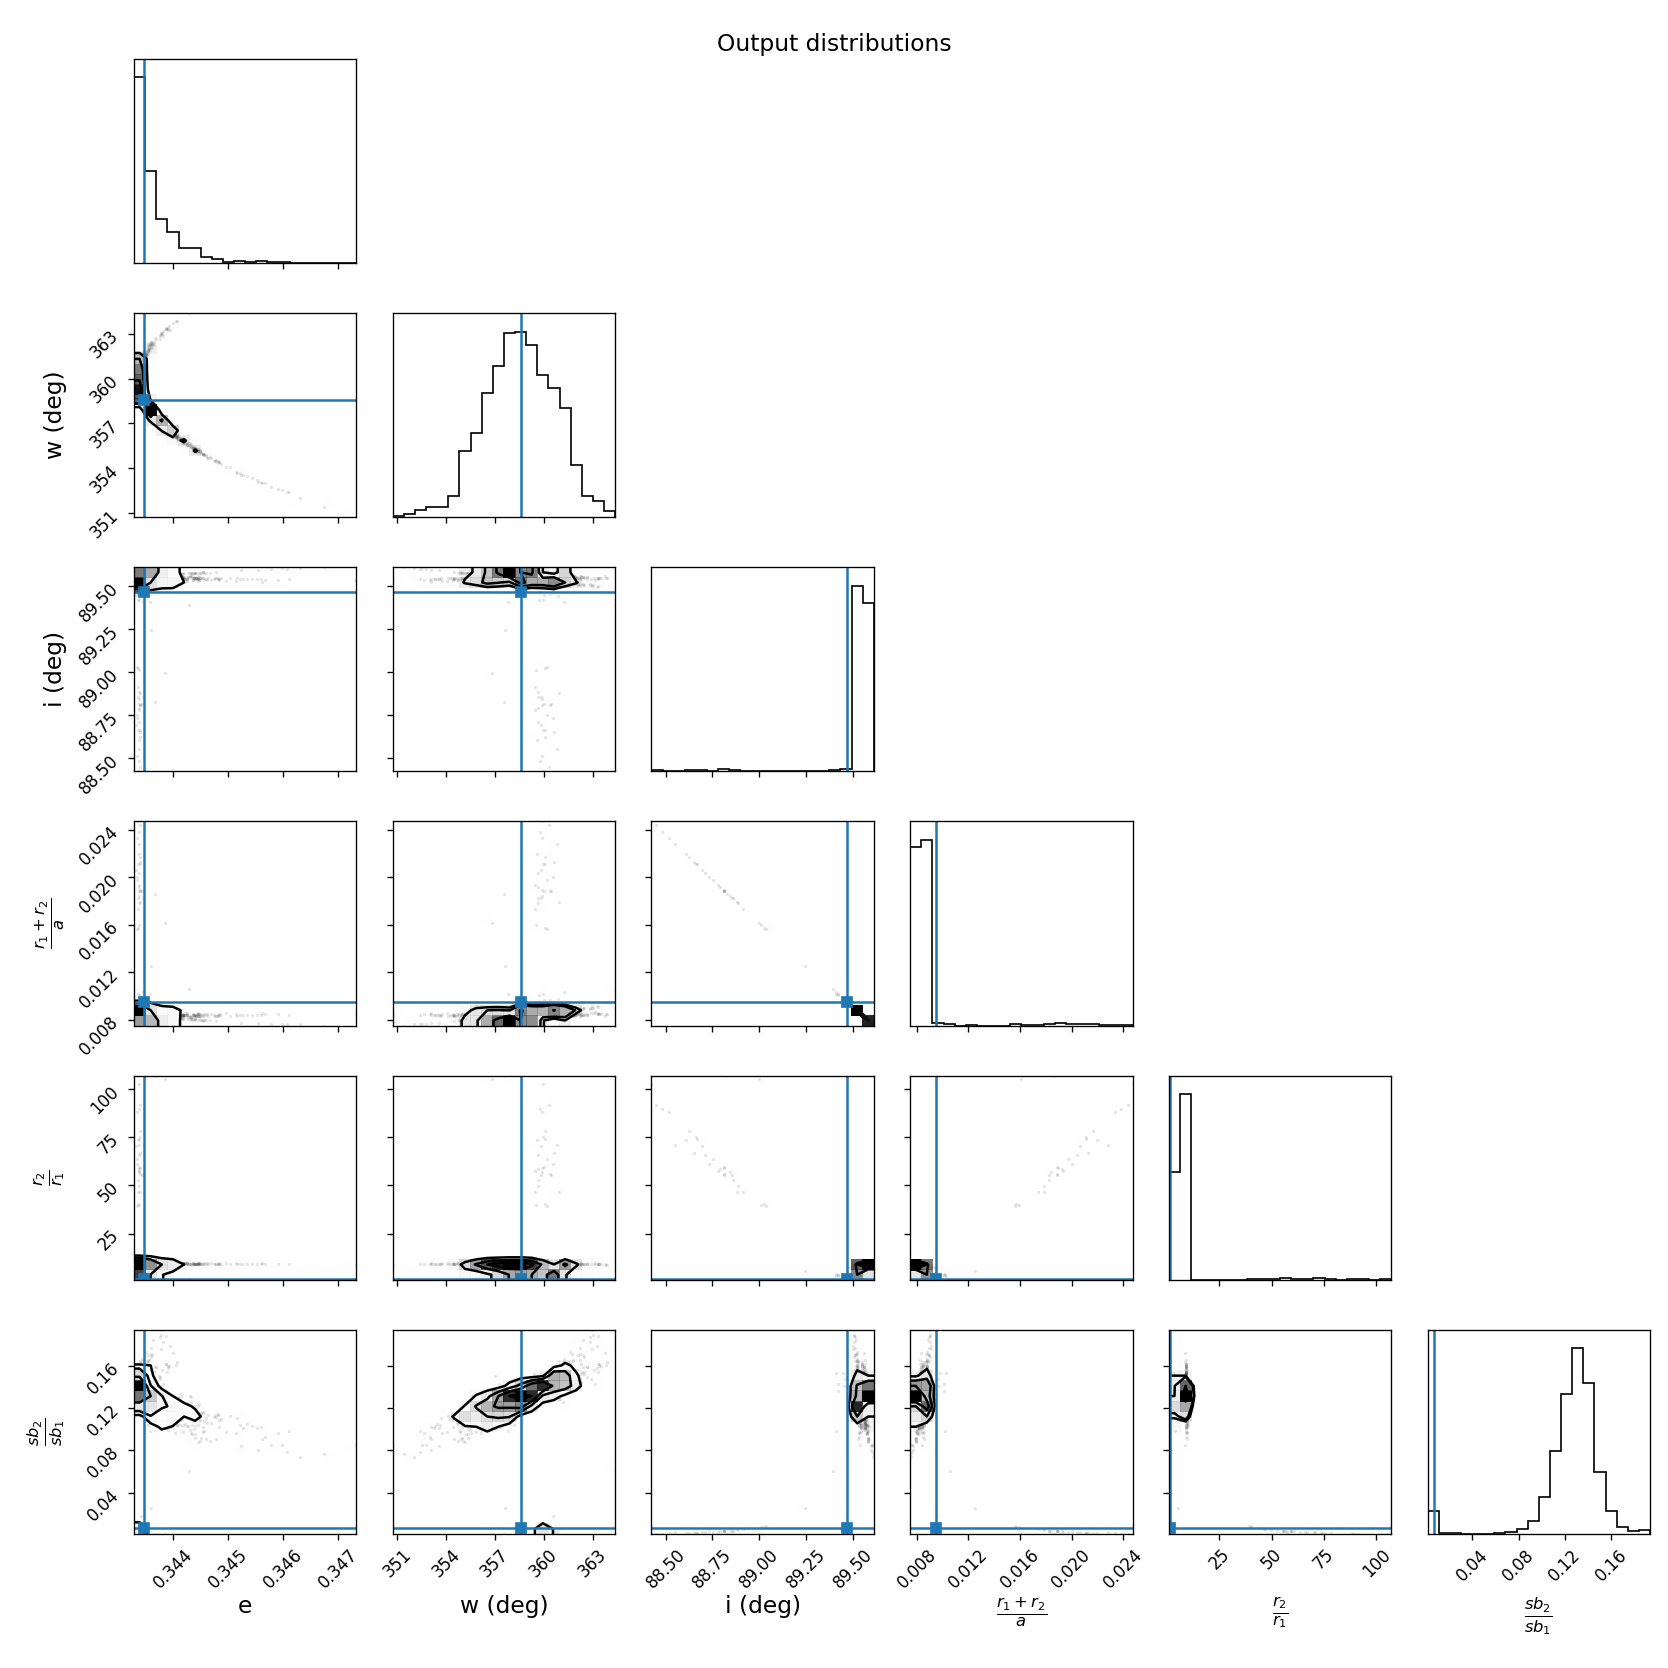 Output distributions
w (deg)
363
360
357
354
351
i (deg)
89.50
89.25
89.00
88.75
88.50
r₁ + r₂
a
0.024
0.020
0.016
0.012
0.008
r₂
r₁
100
75
50
25
sb₂
sb₁
0.16
0.12
0.08
0.04
0.344 0.345 0.346 0.347
351 354 357 360 363
88.50 88.75 89.00 89.25 89.50
0.008 0.012 0.016 0.020 0.024
25 50 75 100
0.04 0.08 0.12 0.16
e
w (deg)
i (deg)
r₁ + r₂
a
r₂
r₁
sb₂
sb₁